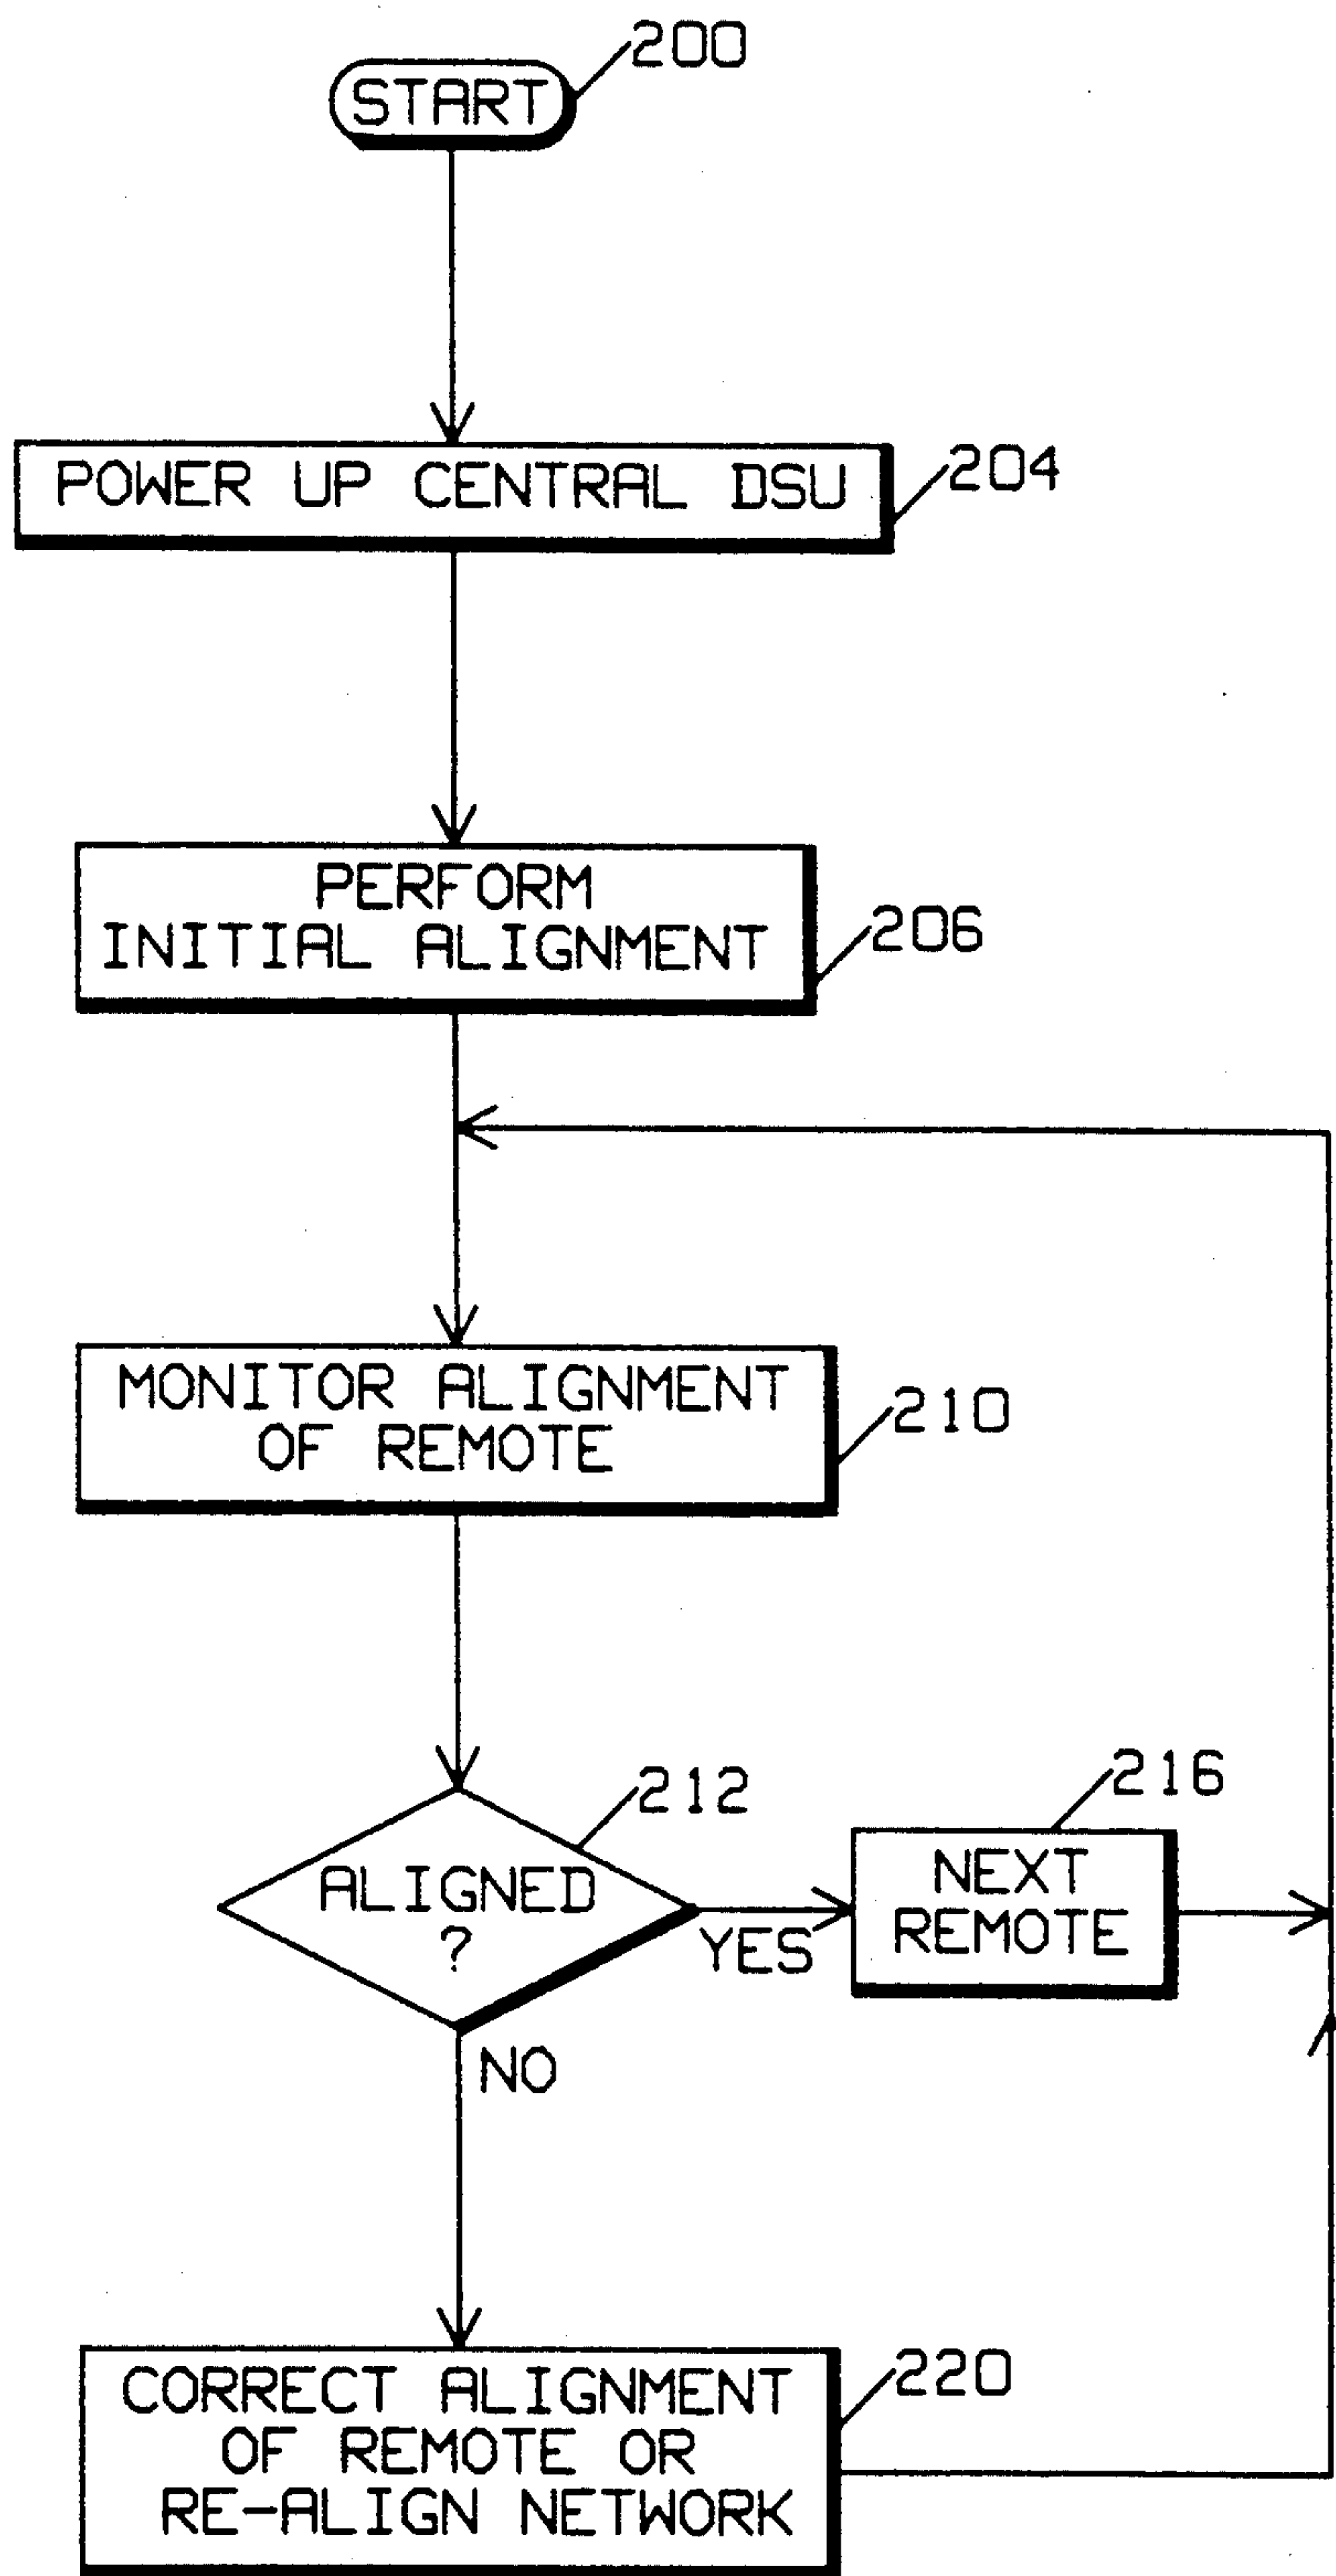 200
START
POWER UP CENTRAL DSU
204
PERFORM
INITIAL ALIGNMENT
206
MONITOR ALIGNMENT
OF REMOTE
210
212
ALIGNED
?
YES
NO
216
NEXT
REMOTE
CORRECT ALIGNMENT
OF REMOTE OR
RE-ALIGN NETWORK
220